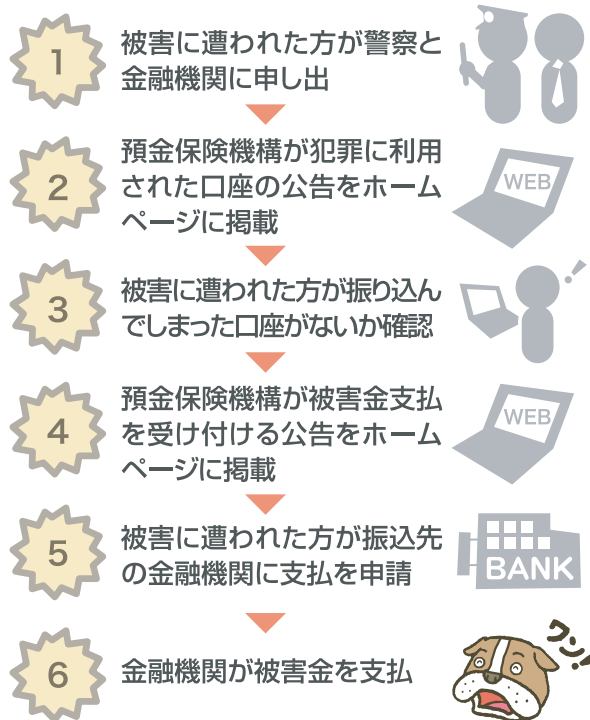 1
被害に遭われた方が警察と
金融機関に申し出
2
預金保険機構が犯罪に利用
された口座の公告をホーム
ページに掲載
WEB
3
被害に遭われた方が振り込ん
でしまった口座がないか確認
!
4
預金保険機構が被害金支払
を受け付ける公告をホーム
ページに掲載
WEB
5
被害に遭われた方が振込先
の金融機関に支払を申請
BANK
6
金融機関が被害金を支払
ワン!